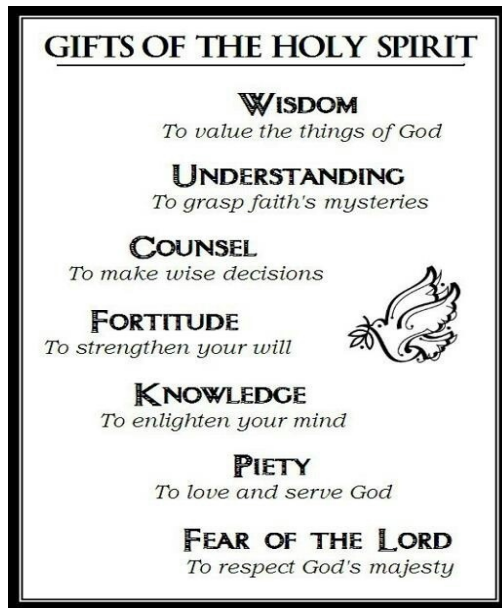 GIFTS OF THE HOLY SPIRIT
WISDOM
To value the things of God
UNDERSTANDING
To grasp faith's mysteries
COUNSEL
To make wise decisions
FORTITUDE
To strengthen your will
KNOWLEDGE
To enlighten your mind
PIETY
To love and serve God
FEAR OF THE LORD
To respect God's majesty